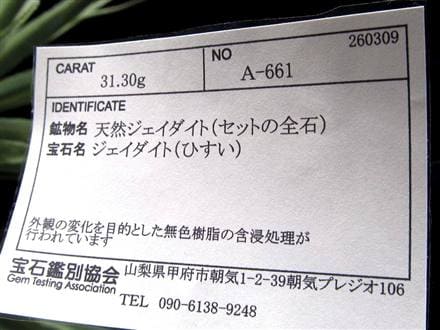 260309
CARAT 31.30g
NO A-661
IDENTIFICATE
鉱物名 天然ジェイダイト(セットの全石)
宝石名 ジェイダイト(ひすい)
外観の変化を目的とした無色樹脂の含浸処理が
行われています
宝石鑑別協会 山梨県甲府市朝気1-2-39朝気プレジオ106
Gem Testing Association
TEL 090-6138-9248